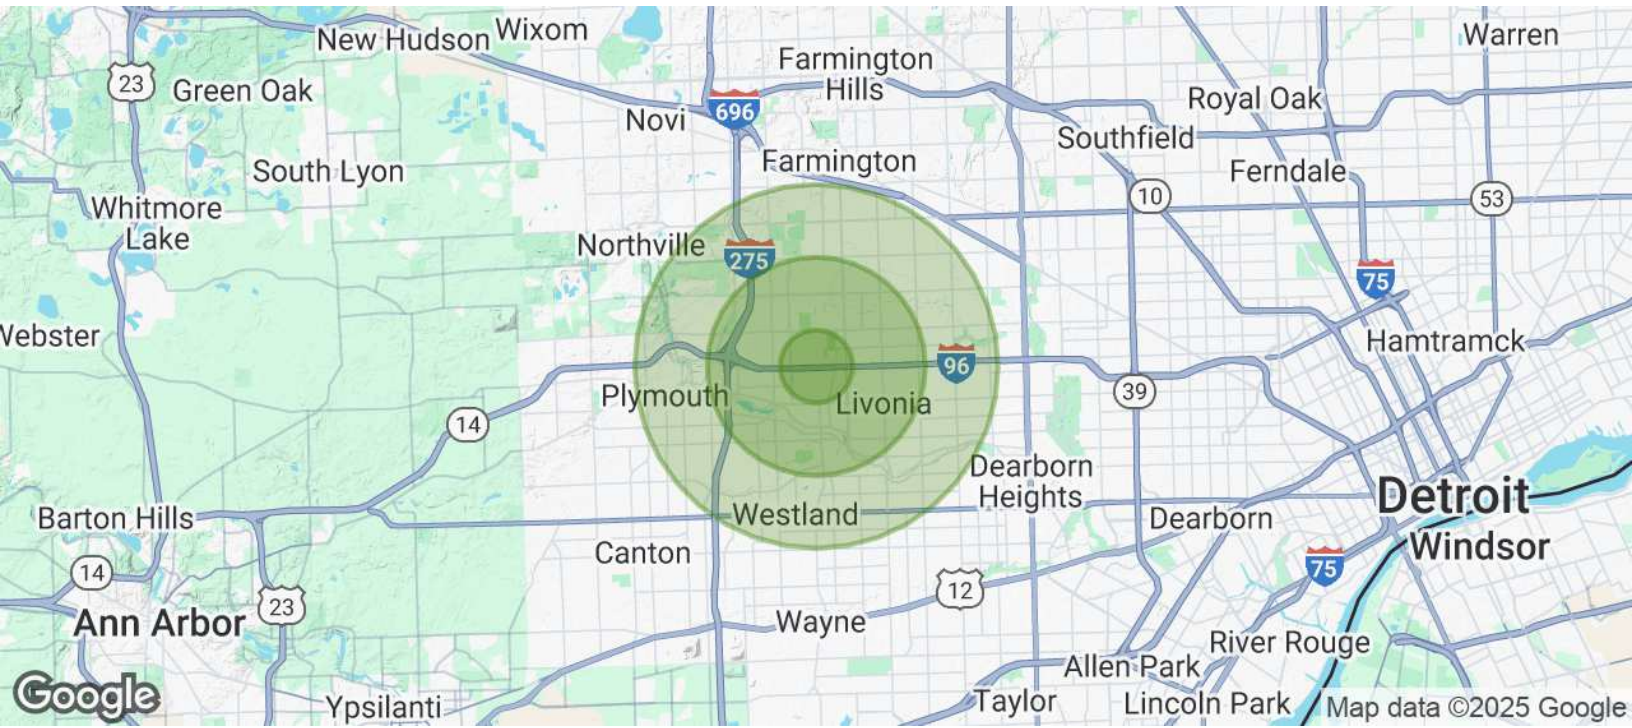 New Hudson
Wixom
Warren
Farmington
Hills
23
Green Oak
Royal Oak
696
Novi
Southfield
Farmington
South Lyon
Ferndale
10
53
Whitmore
Lake
Northville
275
75
Webster
Hamtramck
96
39
Plymouth
Livonia
14
Dearborn
Heights
Detroit
Barton Hills
Westland
Dearborn
Windsor
Canton
14
75
12
23
Ann Arbor
Wayne
River Rouge
Allen Park
Google
Ypsilanti
Taylor
Lincoln Park
Map data ©2025 Google